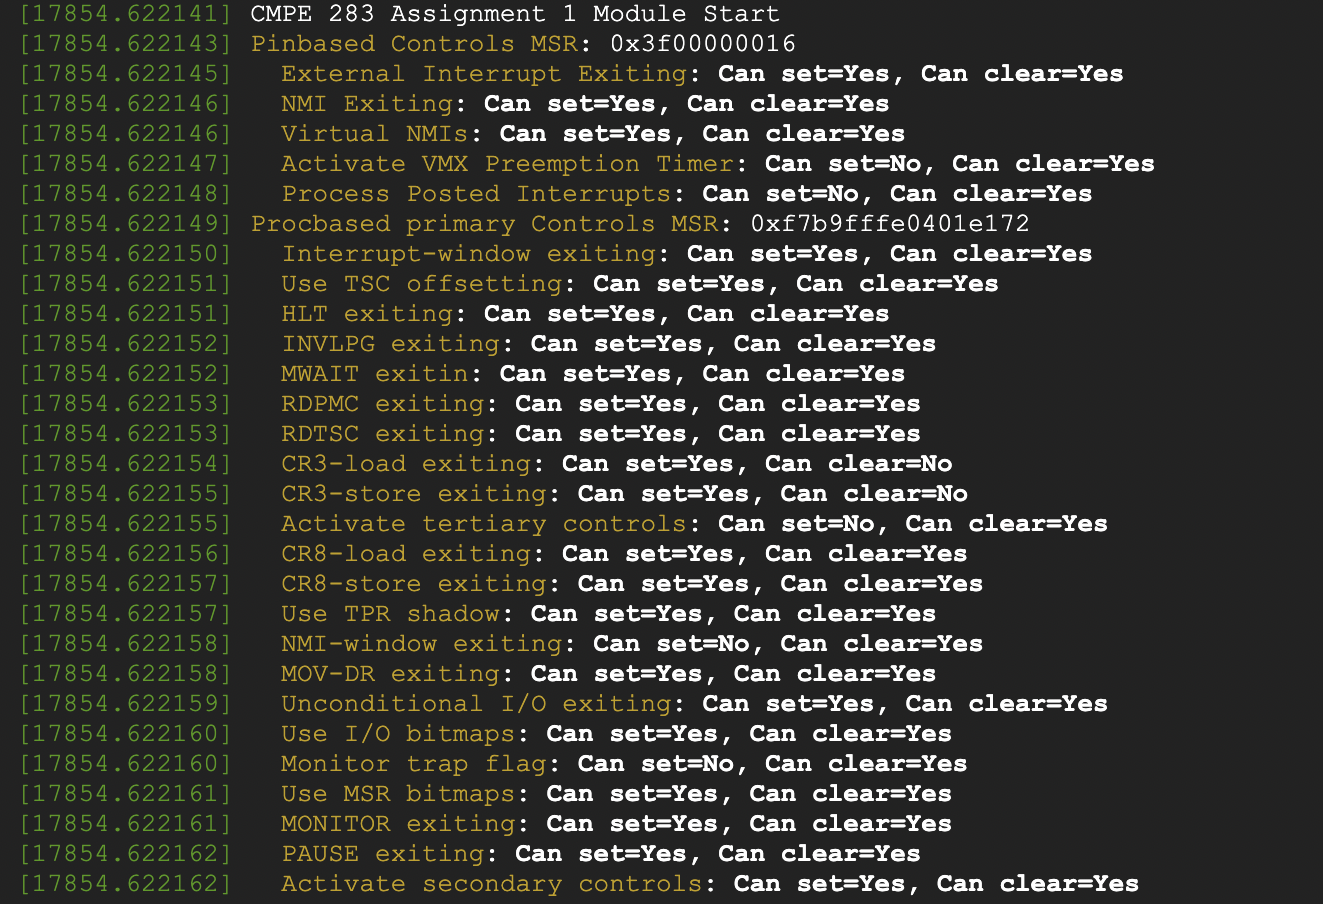 [17854.622141] CMPE 283 Assignment 1 Module Start
[17854.622143] Pinbased Controls MSR: 0x3f00000016
[17854.622145]   External Interrupt Exiting: Can set=Yes, Can clear=Yes
[17854.622146]   NMI Exiting: Can set=Yes, Can clear=Yes
[17854.622146]   Virtual NMIs: Can set=Yes, Can clear=Yes
[17854.622147]   Activate VMX Preemption Timer: Can set=No, Can clear=Yes
[17854.622148]   Process Posted Interrupts: Can set=No, Can clear=Yes
[17854.622149] Procbased primary Controls MSR: 0xf7b9fffe0401e172
[17854.622150]   Interrupt-window exiting: Can set=Yes, Can clear=Yes
[17854.622151]   Use TSC offsetting: Can set=Yes, Can clear=Yes
[17854.622151]   HLT exiting: Can set=Yes, Can clear=Yes
[17854.622152]   INVLPG exiting: Can set=Yes, Can clear=Yes
[17854.622152]   MWAIT exitin: Can set=Yes, Can clear=Yes
[17854.622153]   RDPMC exiting: Can set=Yes, Can clear=Yes
[17854.622153]   RDTSC exiting: Can set=Yes, Can clear=Yes
[17854.622154]   CR3-load exiting: Can set=Yes, Can clear=No
[17854.622155]   CR3-store exiting: Can set=Yes, Can clear=No
[17854.622155]   Activate tertiary controls: Can set=No, Can clear=Yes
[17854.622156]   CR8-load exiting: Can set=Yes, Can clear=Yes
[17854.622157]   CR8-store exiting: Can set=Yes, Can clear=Yes
[17854.622157]   Use TPR shadow: Can set=Yes, Can clear=Yes
[17854.622158]   NMI-window exiting: Can set=No, Can clear=Yes
[17854.622158]   MOV-DR exiting: Can set=Yes, Can clear=Yes
[17854.622159]   Unconditional I/O exiting: Can set=Yes, Can clear=Yes
[17854.622160]   Use I/O bitmaps: Can set=Yes, Can clear=Yes
[17854.622160]   Monitor trap flag: Can set=No, Can clear=Yes
[17854.622161]   Use MSR bitmaps: Can set=Yes, Can clear=Yes
[17854.622161]   MONITOR exiting: Can set=Yes, Can clear=Yes
[17854.622162]   PAUSE exiting: Can set=Yes, Can clear=Yes
[17854.622162]   Activate secondary controls: Can set=Yes, Can clear=Yes